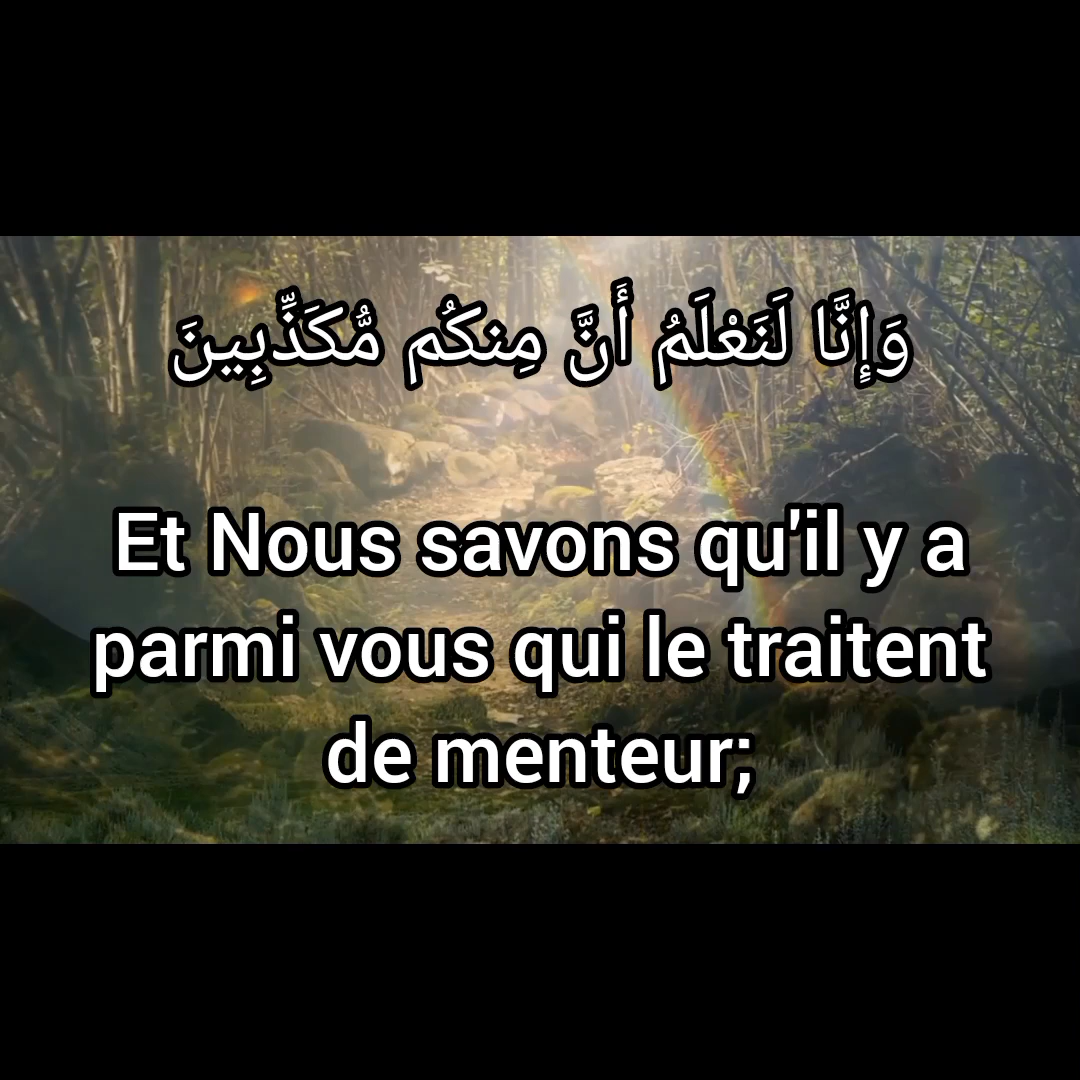 وَإِنَّا لَنَعْلَمُ أَنَّ مِنكُم مُّكَذِّبِينَ
Et Nous savons qu'il y a
parmi vous qui le traitent
de menteur;